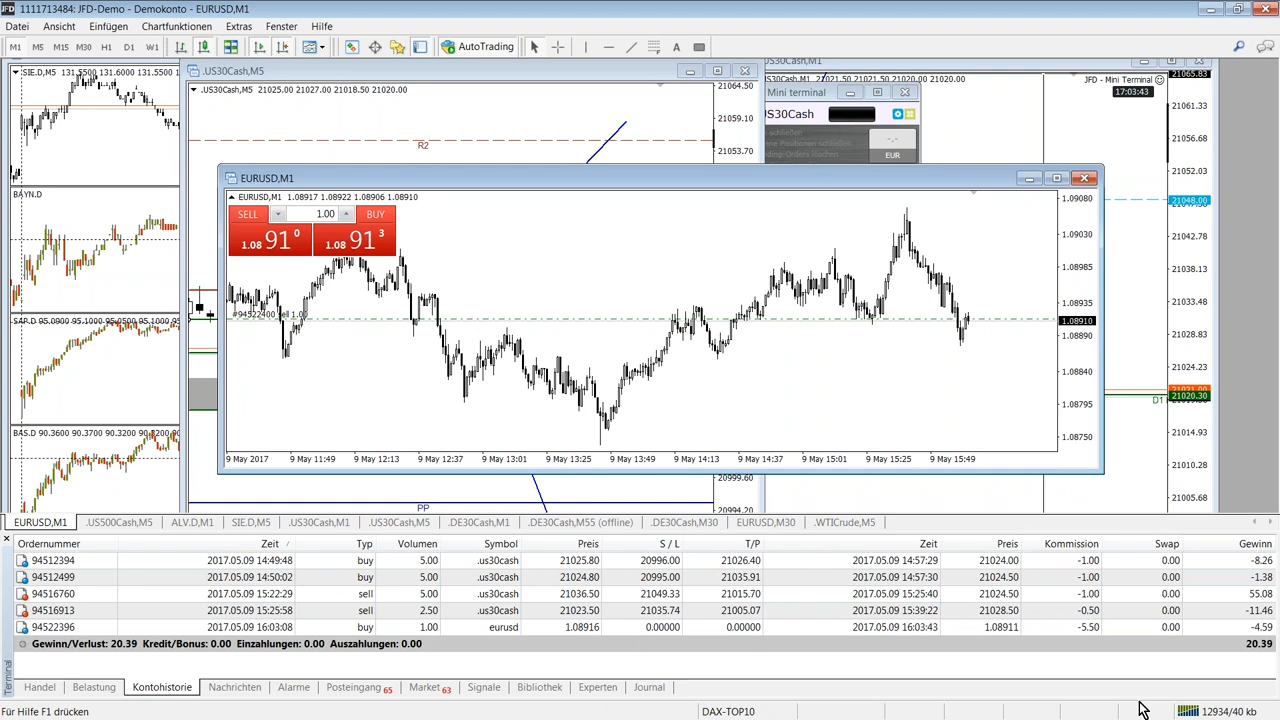 1111713484: JFD-Demo - Demokonto - EURUSD,M1
Datei Ansicht Einfügen Chartfunktionen Extras Fenster Hilfe
M1 M5 M15 M30 H1 D1 W1 AutoTrading A
SIE.D,M5 131.5500 131.6000 131.5500
.US30Cash,M5
.US30Cash,M5 21025.00 21027.00 21018.50 21020.00
21064.50
21059.10
21053.70
R2
S30Cash,M1
S30Cash,M1 21021.50 21021.50 21020.00 21020.00
JFD - Mini Terminal
17:03:43
Mini terminal
US30Cash
-.-
EUR
21065.83
21061.33
21056.68
21052.03
21048.00
21042.78
21038.13
21033.48
21028.83
21024.23
21021.00
21020.30
D1
21014.93
21010.28
21005.68
BAYN.D
SAP.D 95.0900 95.1000 95.0500 95.1000
BAS.D 90.3600 90.3700 90.3200 90.3200
EURUSD,M1
EURUSD,M1 1.08917 1.08922 1.08906 1.08910
SELL 1.00 BUY
1.08 91 0 1.08 91 3
#94522400 sell 1.00
1.09080
1.09030
1.08985
1.08935
1.08910
1.08890
1.08840
1.08795
1.08750
9 May 2017 9 May 11:49 9 May 12:13 9 May 12:37 9 May 13:01 9 May 13:25 9 May 13:49 9 May 14:13 9 May 14:37 9 May 15:01 9 May 15:25 9 May 15:49
20999.60
PP
20994.20
EURUSD,M1 .US500Cash,M5 ALV.D,M1 SIE.D,M5 .US30Cash,M1 .US30Cash,M5 .DE30Cash,M1 .DE30Cash,M55 (offline) .DE30Cash,M30 EURUSD,M30 .WTICrude,M5
Ordernummer Zeit / Typ Volumen Symbol Preis S / L T/P Zeit Preis Kommission Swap Gewinn
94512394 2017.05.09 14:49:48 buy 5.00 .us30cash 21025.80 20996.00 21026.40 2017.05.09 14:57:29 21024.00 -1.00 0.00 -8.26
94512499 2017.05.09 14:50:02 buy 5.00 .us30cash 21024.80 20995.00 21035.91 2017.05.09 14:57:30 21024.50 -1.00 0.00 -1.38
94516760 2017.05.09 15:22:29 sell 5.00 .us30cash 21036.50 21049.33 21015.70 2017.05.09 15:25:40 21024.50 -1.00 0.00 55.08
94516913 2017.05.09 15:25:58 sell 2.50 .us30cash 21023.50 21035.74 21005.07 2017.05.09 15:39:22 21028.50 -0.50 0.00 -11.46
94522396 2017.05.09 16:03:08 buy 1.00 eurusd 1.08916 0.00000 0.00000 2017.05.09 16:03:43 1.08911 -5.50 0.00 -4.59
Gewinn/Verlust: 20.39 Kredit/Bonus: 0.00 Einzahlungen: 0.00 Auszahlungen: 0.00 20.39
Terminal
Handel Belastung Kontohistorie Nachrichten Alarme Posteingang 65 Market 63 Signale Bibliothek Experten Journal
Für Hilfe F1 drücken DAX-TOP10 12934/40 kb